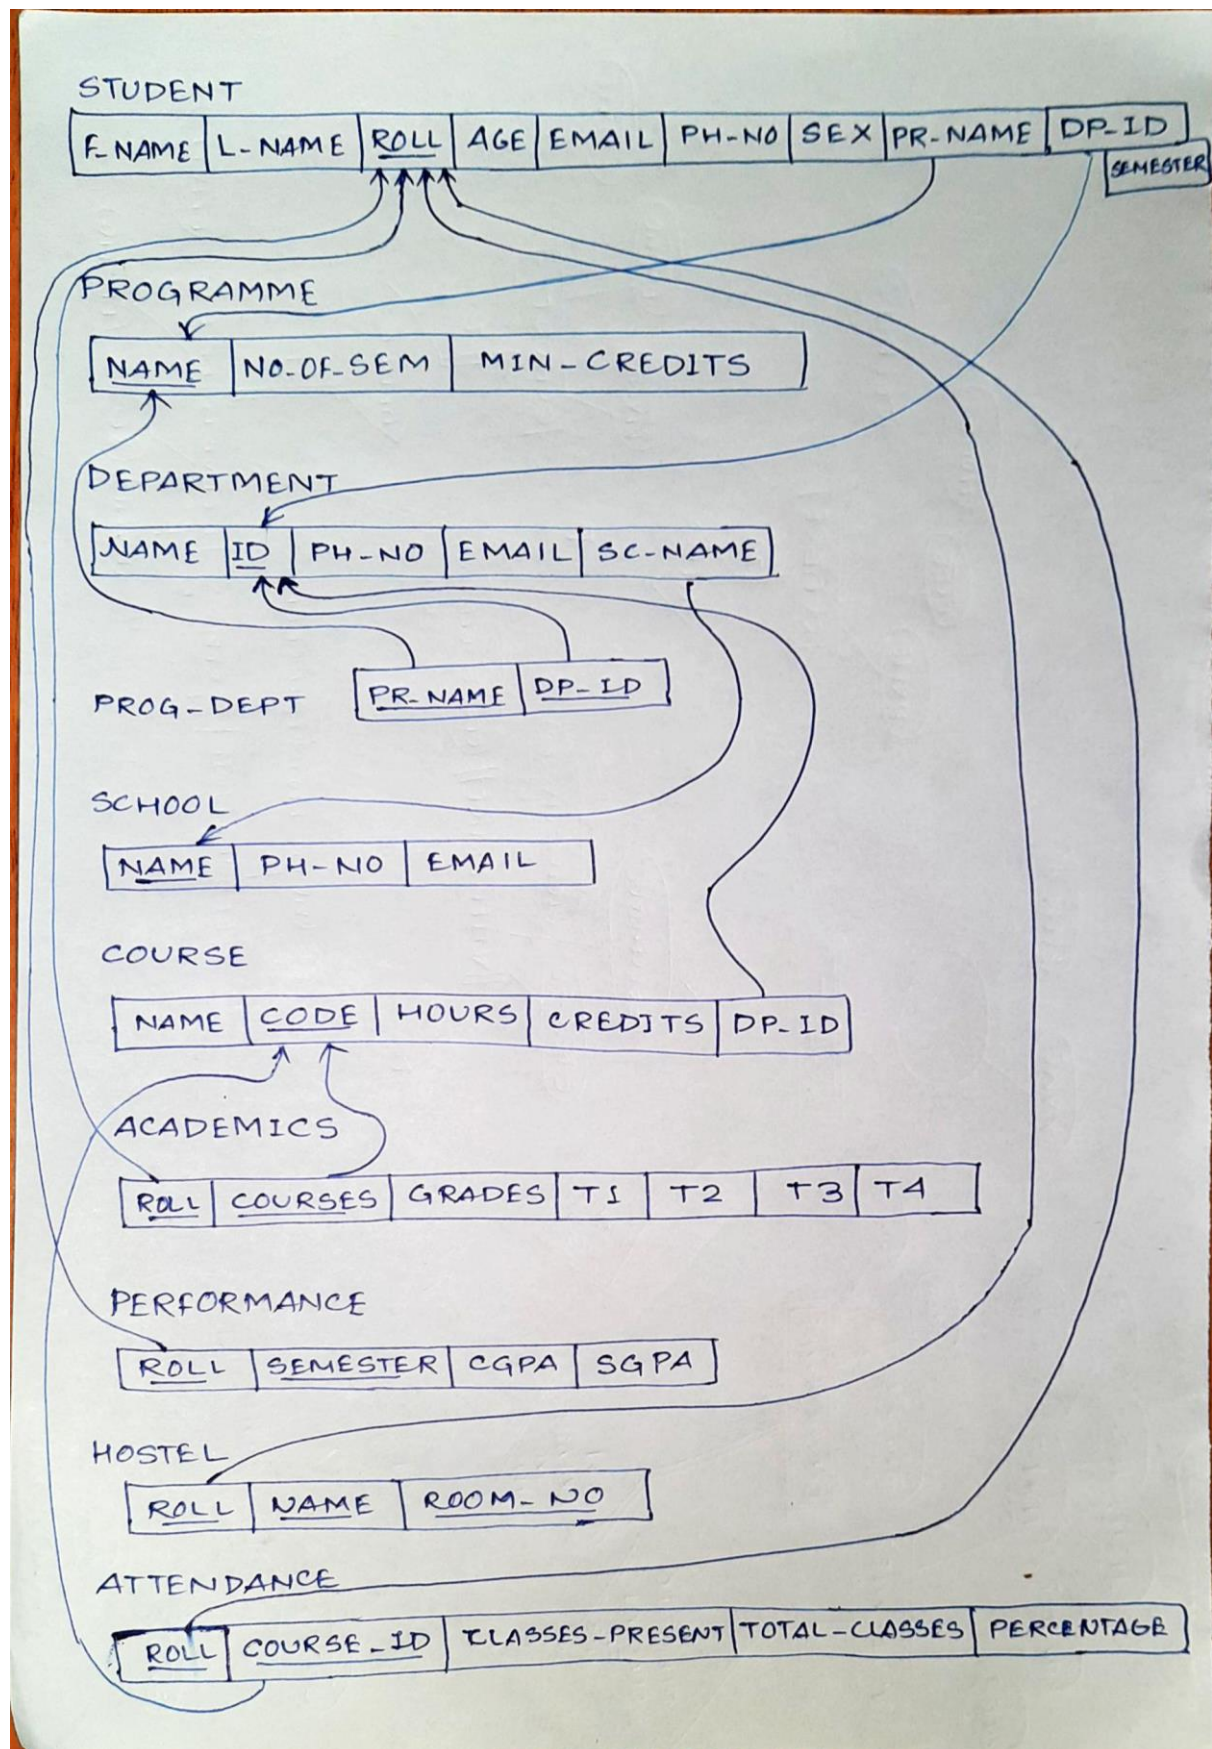 STUDENT
F_NAME L-NAME ROLL AGE EMAIL PH-NO SEX PR-NAME DP-ID
SEMESTER
PROGRAMME
NAME NO-OF-SEM MIN-CREDITS
DEPARTMENT
NAME ID PH-NO EMAIL SC-NAME
PROG-DEPT PR-NAME DP-ID
SCHOOL
NAME PH-NO EMAIL
COURSE
NAME CODE HOURS CREDITS DP-ID
ACADEMICS
ROLL COURSES GRADES T1 T2 T3 T4
PERFORMANCE
ROLL SEMESTER CGPA SGPA
HOSTEL
ROLL NAME ROOM-NO
ATTENDANCE
ROLL COURSE_ID CLASSES-PRESENT TOTAL-CLASSES PERCENTAGE